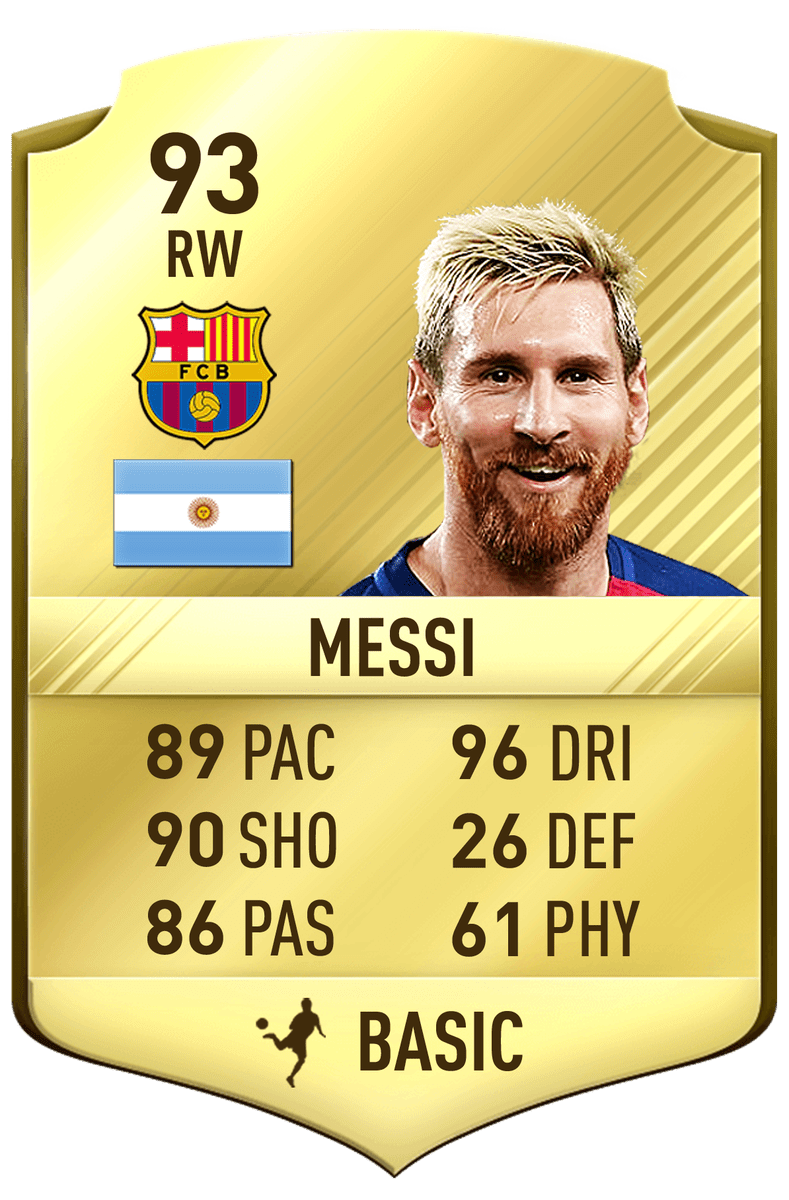 93
RW
FCB
MESSI
89 PAC 96 DRI
90 SHO 26 DEF
86 PAS 61 PHY
BASIC